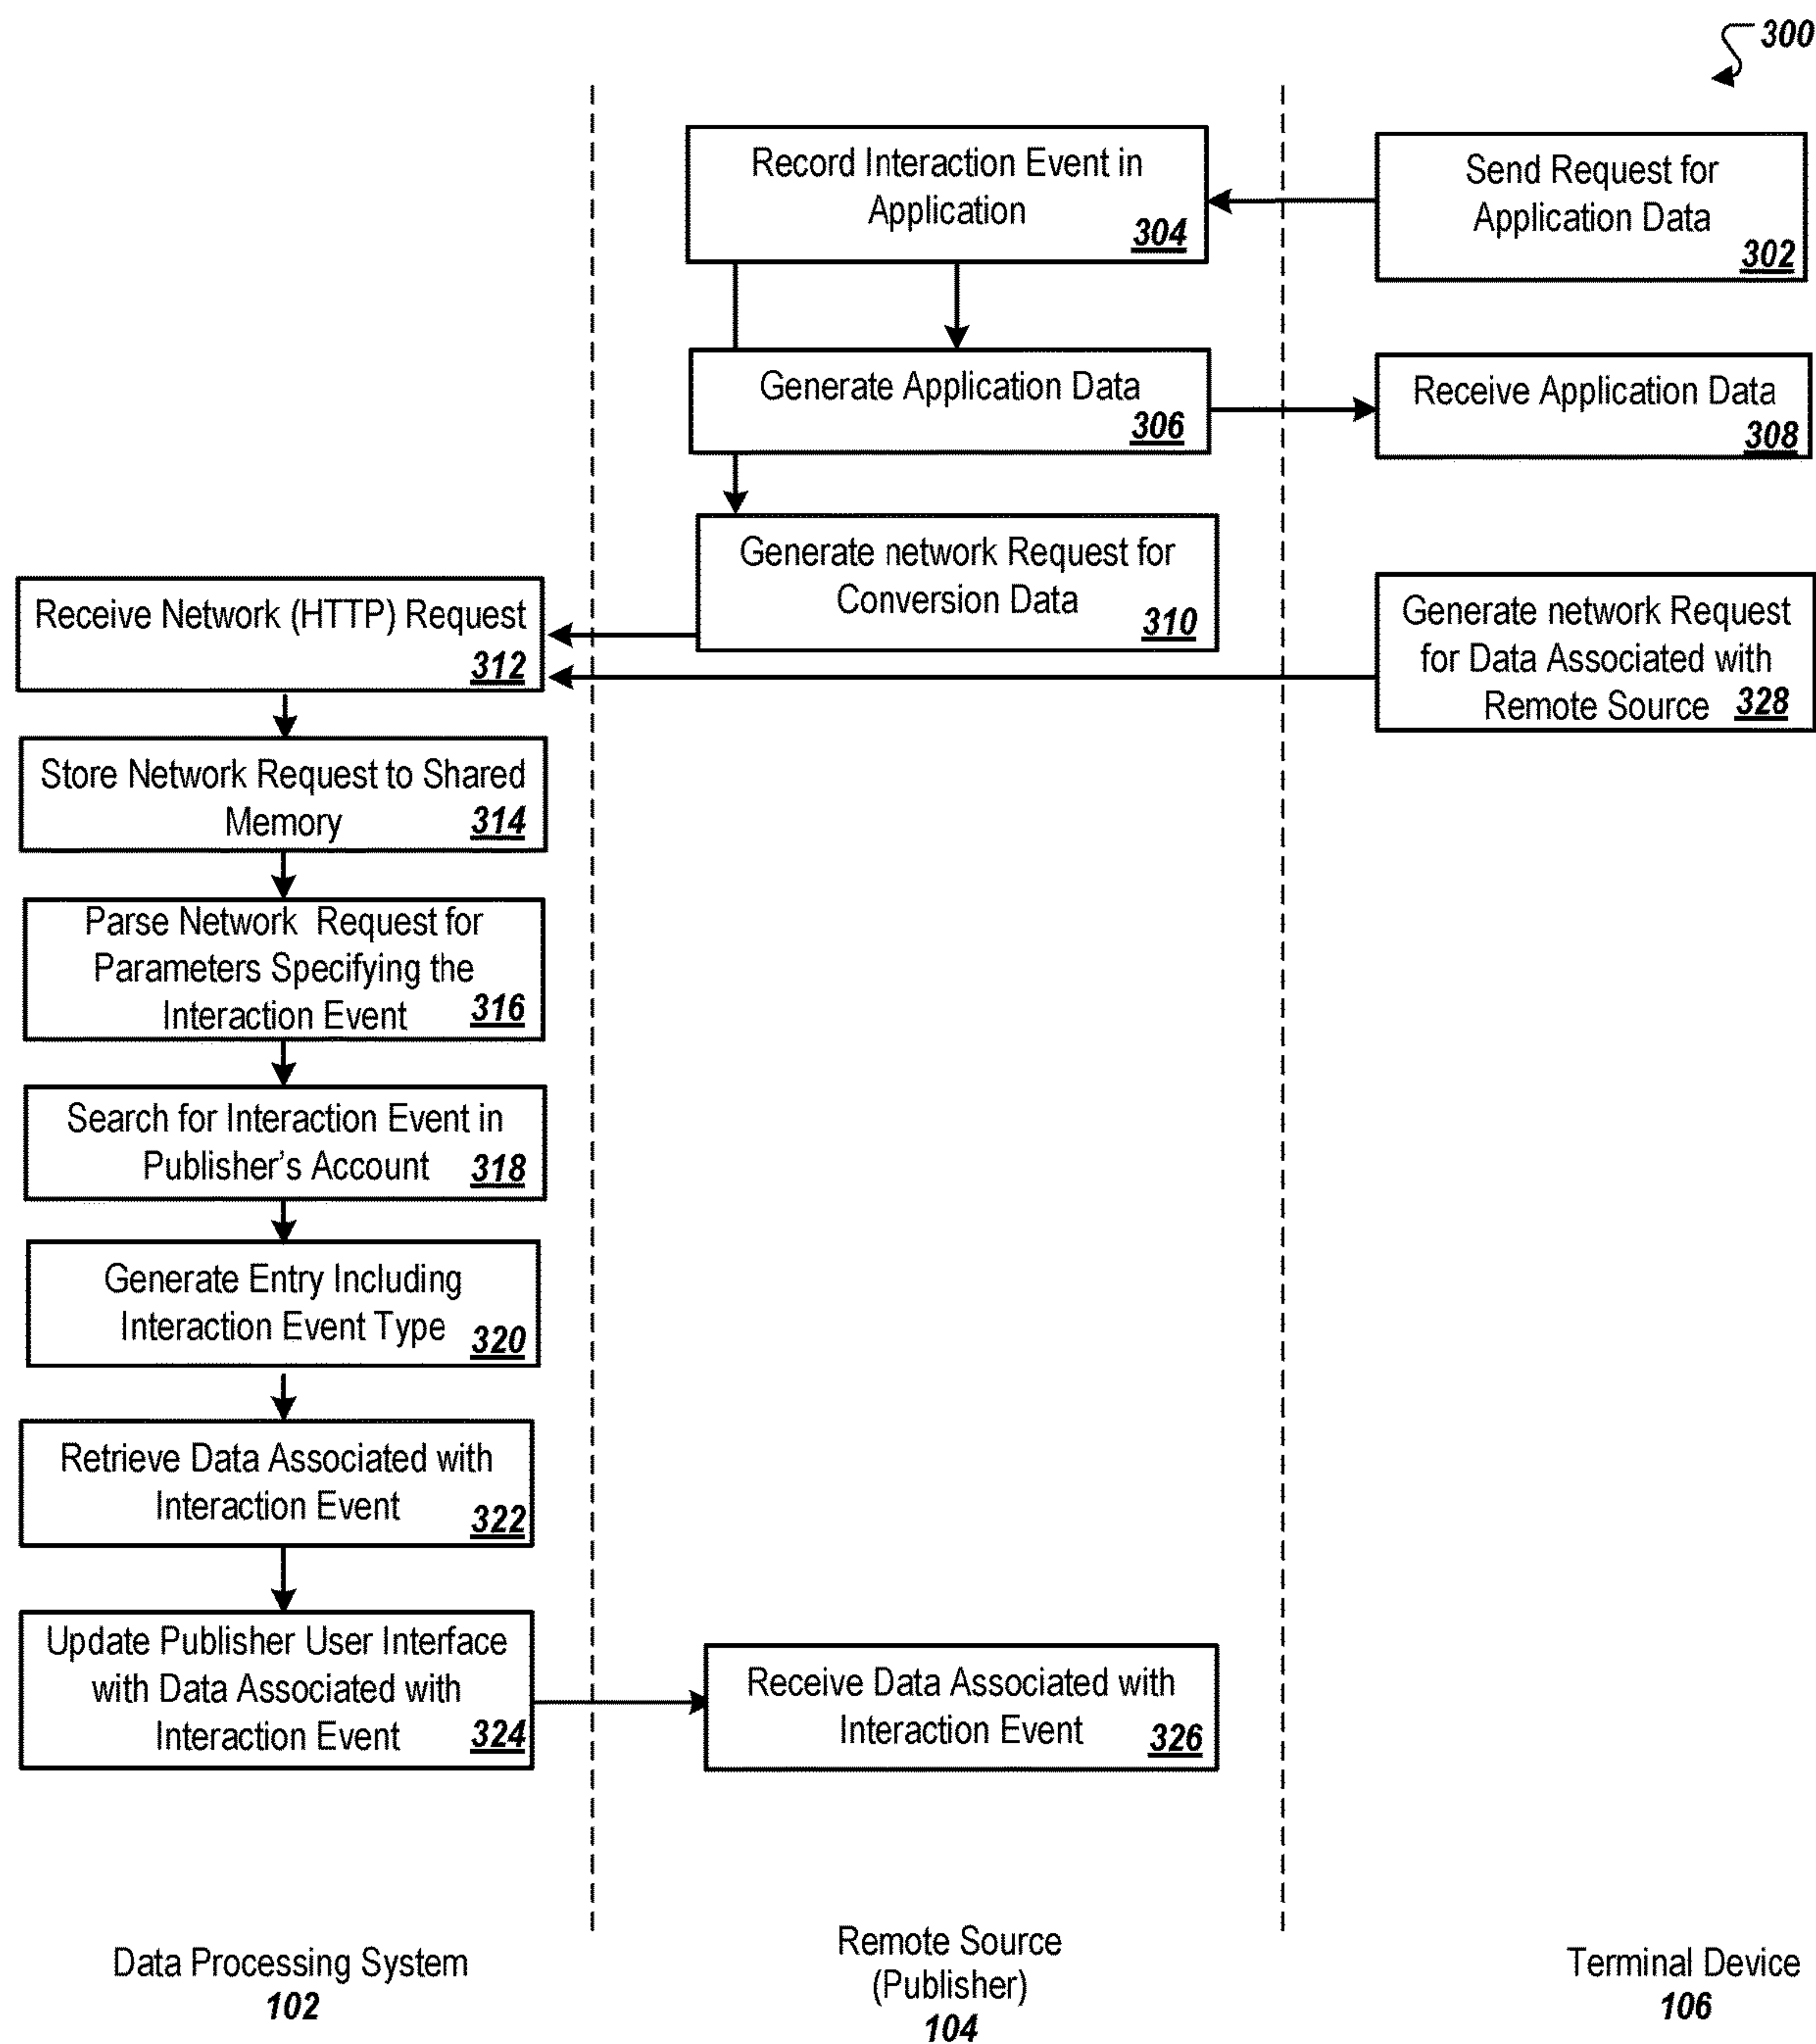 300
Record Interaction Event in
Application
304
Send Request for
Application Data
302
Generate Application Data
306
Receive Application Data
308
Generate network Request for
Conversion Data
310
Receive Network (HTTP) Request
312
Generate network Request
for Data Associated with
Remote Source 328
Store Network Request to Shared
Memory 314
Parse Network Request for
Parameters Specifying the
Interaction Event 316
Search for Interaction Event in
Publisher's Account 318
Generate Entry Including
Interaction Event Type 320
Retrieve Data Associated with
Interaction Event 322
Update Publisher User Interface
with Data Associated with
Interaction Event 324
Receive Data Associated with
Interaction Event 326
Data Processing System
102
Remote Source
(Publisher)
104
Terminal Device
106